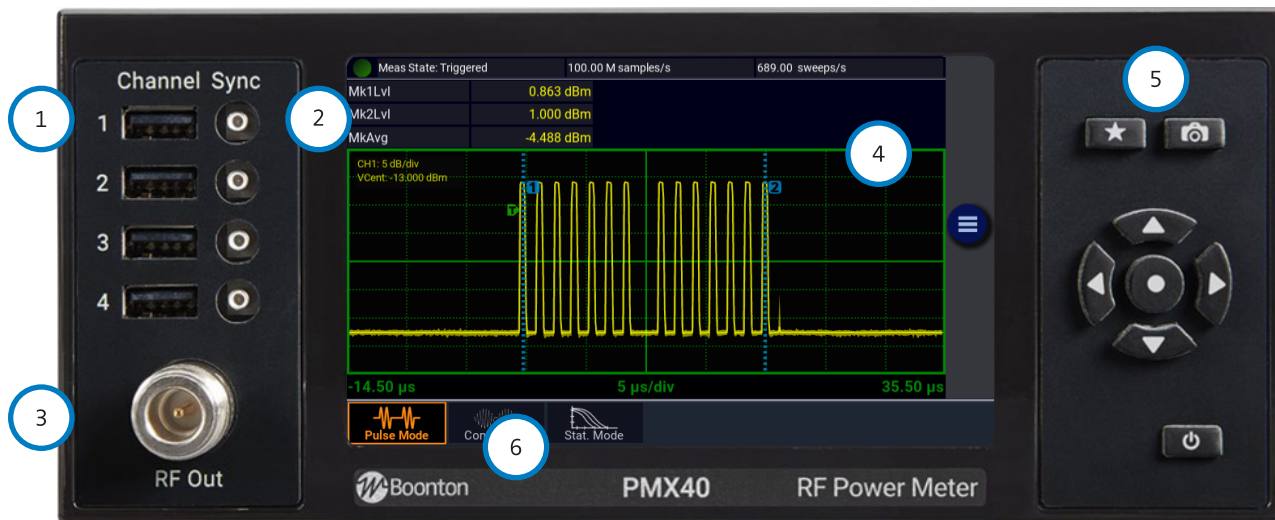 Channel Sync
1
2
3
4
RF Out
1
2
3
4
5
6
Meas State: Triggered 100.00 M samples/s 689.00 sweeps/s
Mk1Lvl 0.863 dBm
Mk2Lvl 1.000 dBm
MkAvg -4.488 dBm
CH1: 5 dB/div
VCent: -13.000 dBm
T
1
2
-14.50 µs 5 µs/div 35.50 µs
Pulse Mode Stat. Mode
Boonton PMX40 RF Power Meter